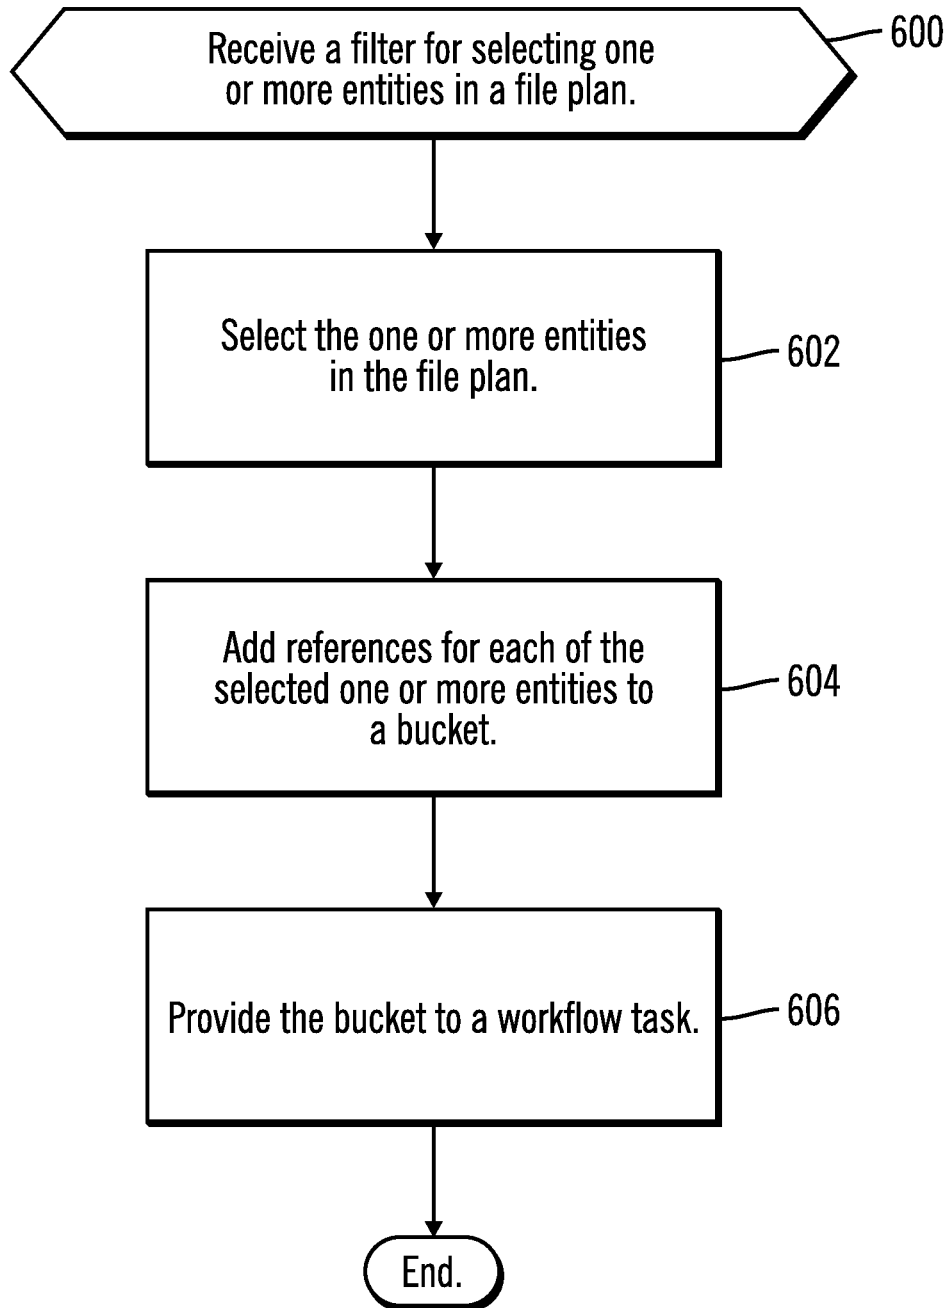 Receive a filter for selecting one
or more entities in a file plan.
600
Select the one or more entities
in the file plan.
602
Add references for each of the
selected one or more entities to
a bucket.
604
Provide the bucket to a workflow task.
606
End.